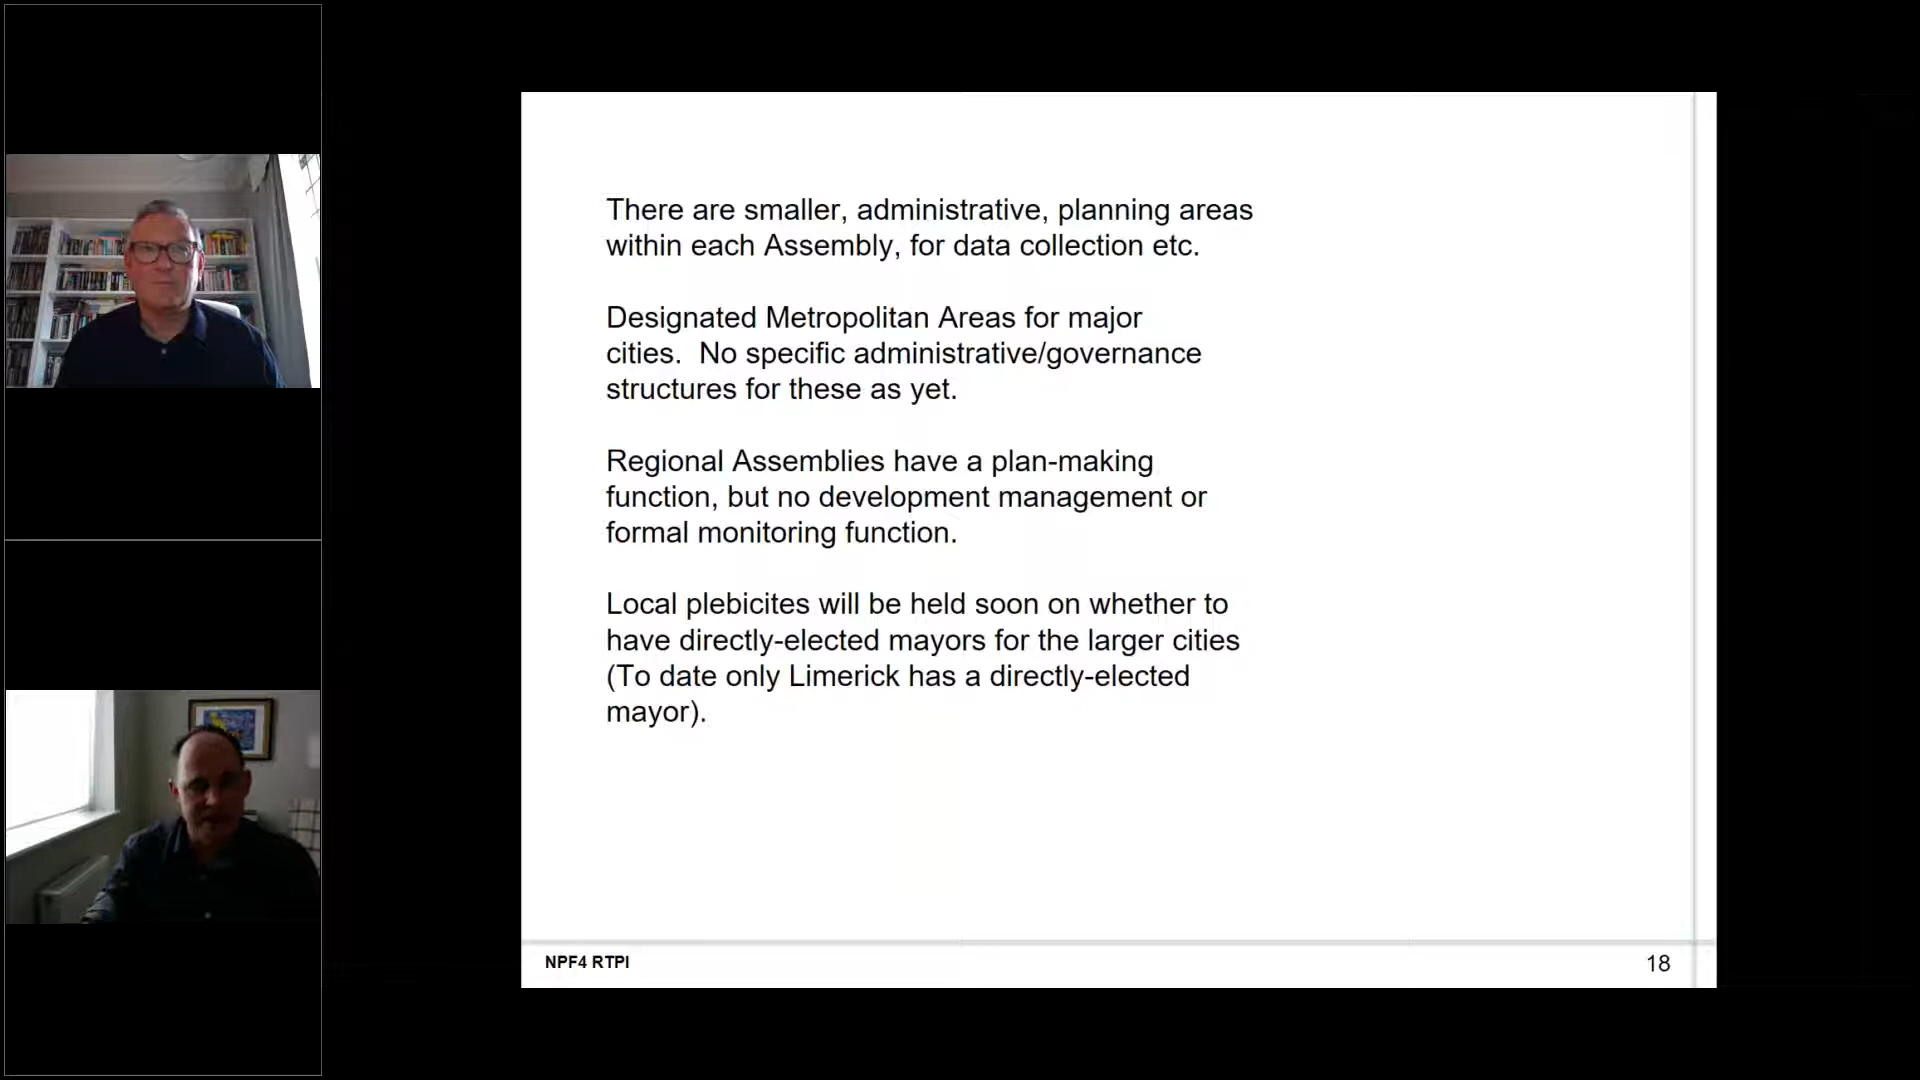 There are smaller, administrative, planning areas
within each Assembly, for data collection etc.
Designated Metropolitan Areas for major
cities.  No specific administrative/governance
structures for these as yet.
Regional Assemblies have a plan-making
function, but no development management or
formal monitoring function.
Local plebicites will be held soon on whether to
have directly-elected mayors for the larger cities
(To date only Limerick has a directly-elected
mayor).
NPF4 RTPI
18